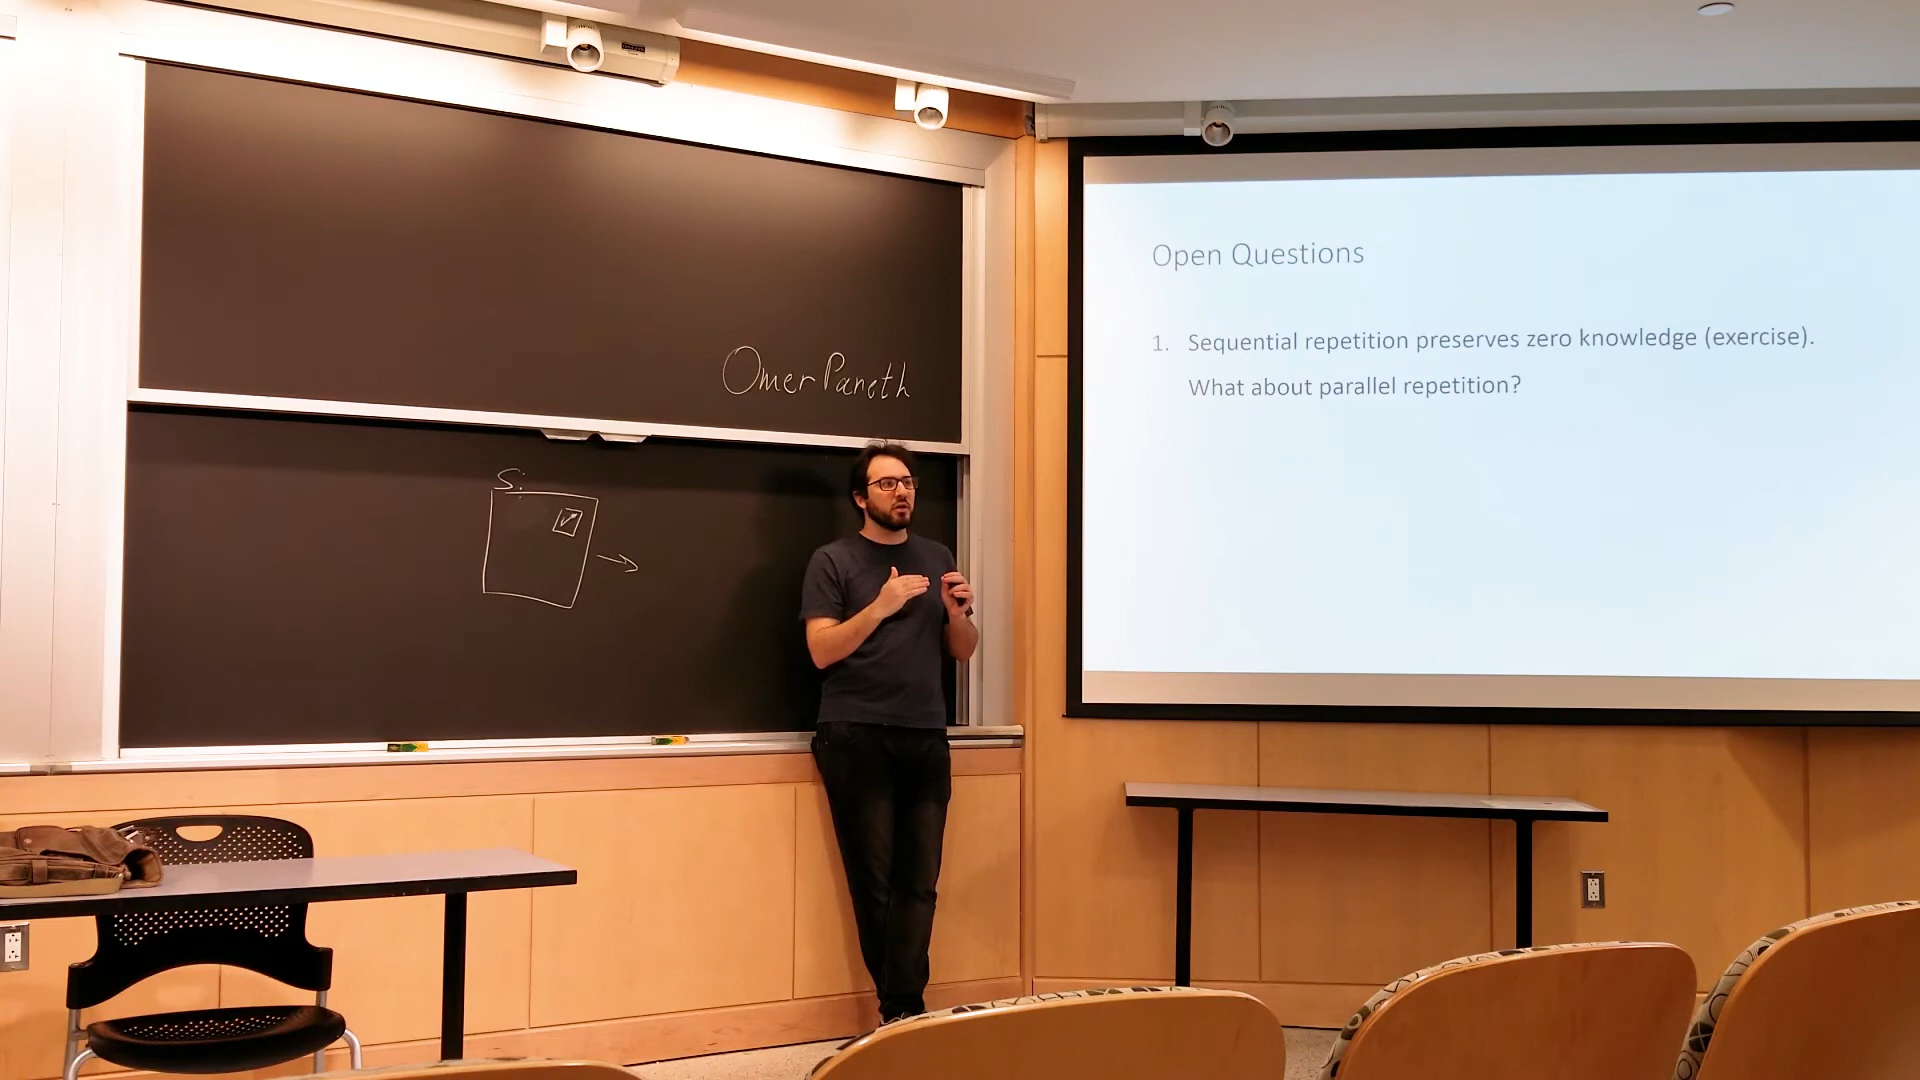 Omer Paneth
S:
V*
Open Questions
1. Sequential repetition preserves zero knowledge (exercise).
What about parallel repetition?